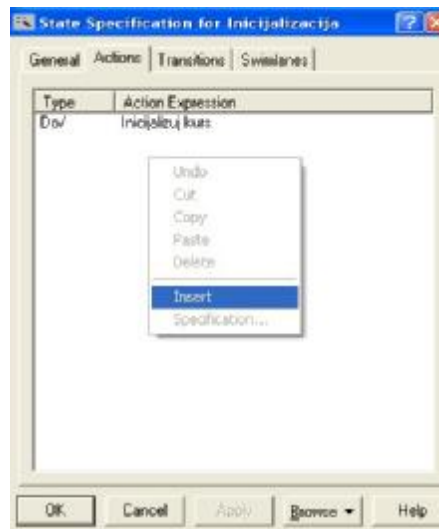 State Specification for Inicijalizacija
General Actions Transitions Swimlanes
Type Action Expression
Do/ Inicijalizuj kurs
Undo
Cut
Copy
Paste
Delete
Insert
Specification...
OK Cancel Apply Browse Help